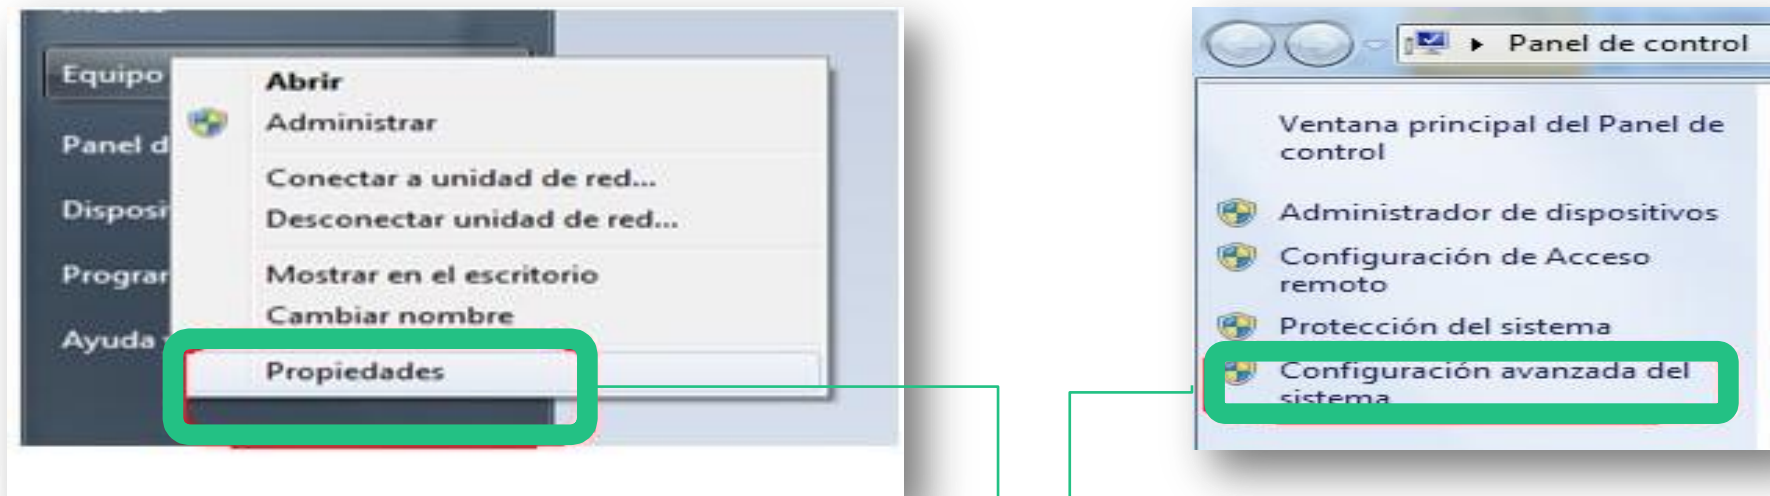 Equipo
Abrir
Administrar
Panel d
Conectar a unidad de red...
Disposi
Desconectar unidad de red...
Mostrar en el escritorio
Progra
Cambiar nombre
Ayuda
Propiedades
Panel de control
Ventana principal del Panel de
control
Administrador de dispositivos
Configuración de Acceso
remoto
Protección del sistema
Configuración avanzada del
sistema